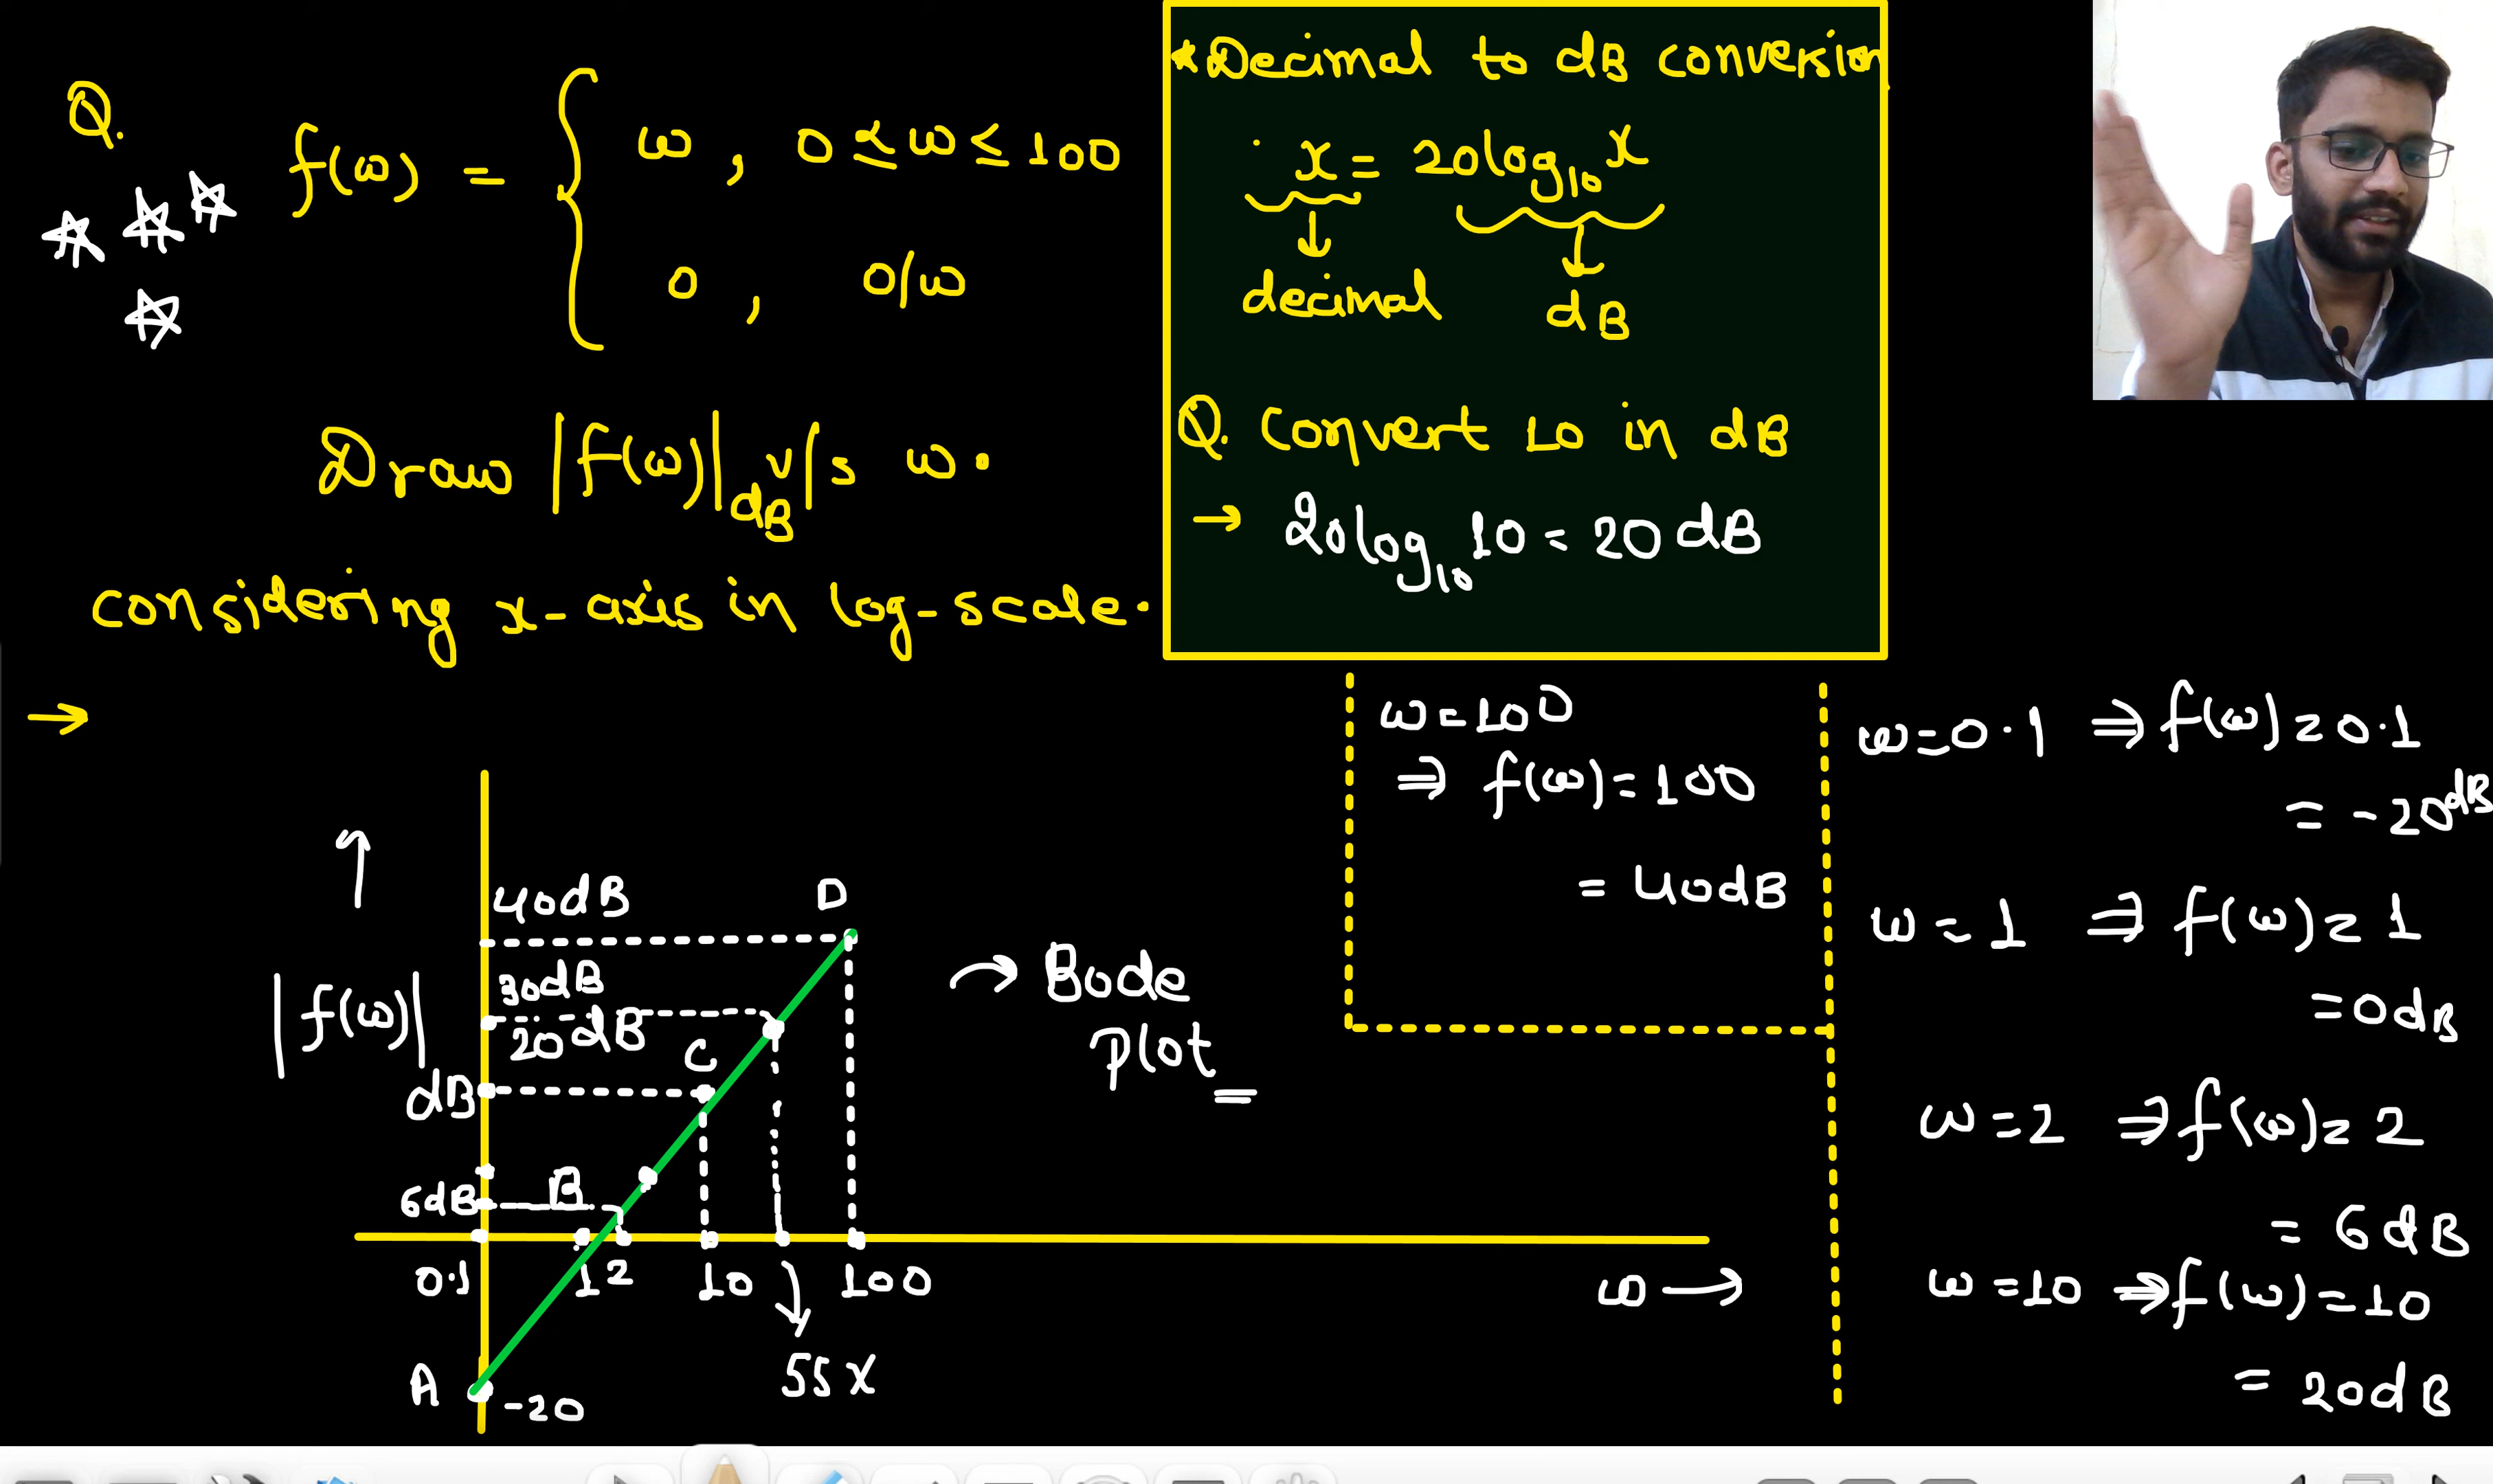 Q.
f(ω) = { ω , 0 ≤ ω ≤ 100
0 , o/ω
Draw |f(ω)|dB v/s ω.
considering x-axis in log-scale.
→
*Decimal to dB conversion
x = 20log10 x
decimal
dB
Q. Convert 10 in dB
→ 20log10 10 = 20dB
ω=100
⇒ f(ω)=100
= 40dB
ω=0.1 ⇒ f(ω)=0.1
= -20dB
ω=1 ⇒ f(ω)=1
=0dB
ω=2 ⇒ f(ω)=2
= 6dB
ω=10 ⇒ f(ω)=10
= 20dB
↑
|f(ω)|
dB
40dB
D
30dB
20dB
C
6dB
B
0.1
1
2
10
100
ω →
55 X
A
-20
→ Bode
plot